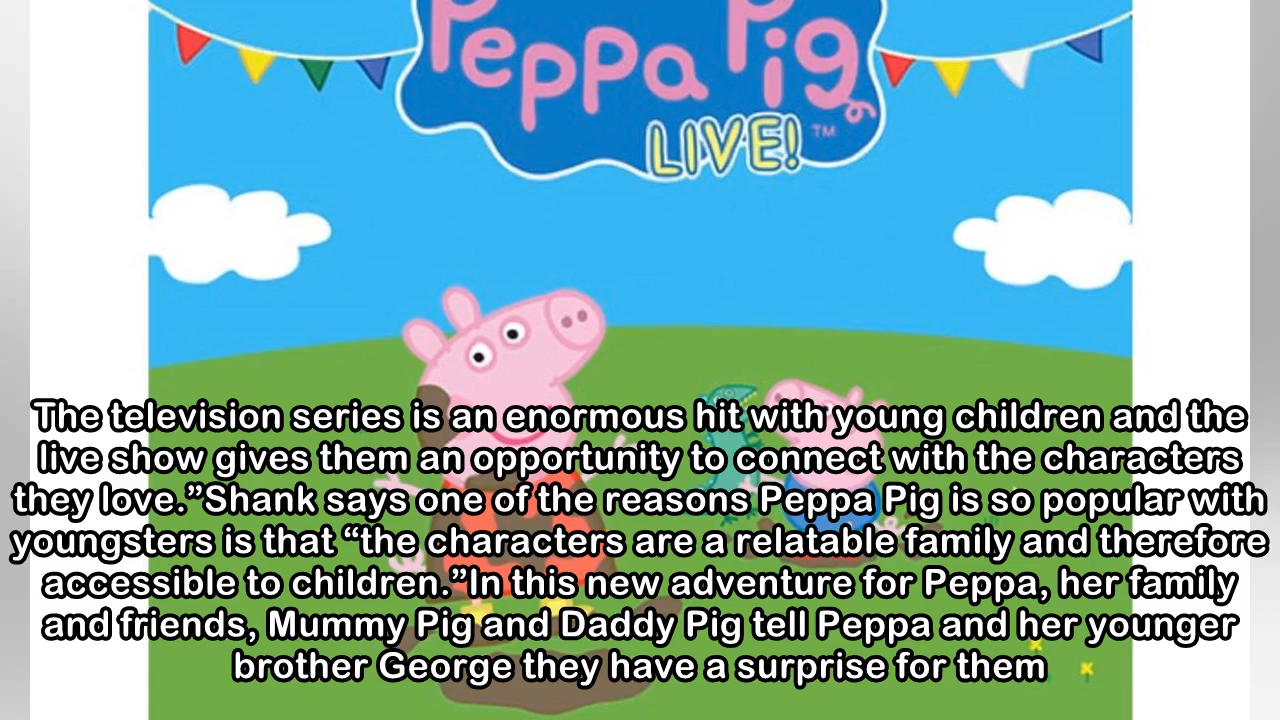 Peppa Pig
LIVE! TM
The television series is an enormous hit with young children and the
live show gives them an opportunity to connect with the characters
they love.”Shank says one of the reasons Peppa Pig is so popular with
youngsters is that “the characters are a relatable family and therefore
accessible to children.”In this new adventure for Peppa, her family
and friends, Mummy Pig and Daddy Pig tell Peppa and her younger
brother George they have a surprise for them